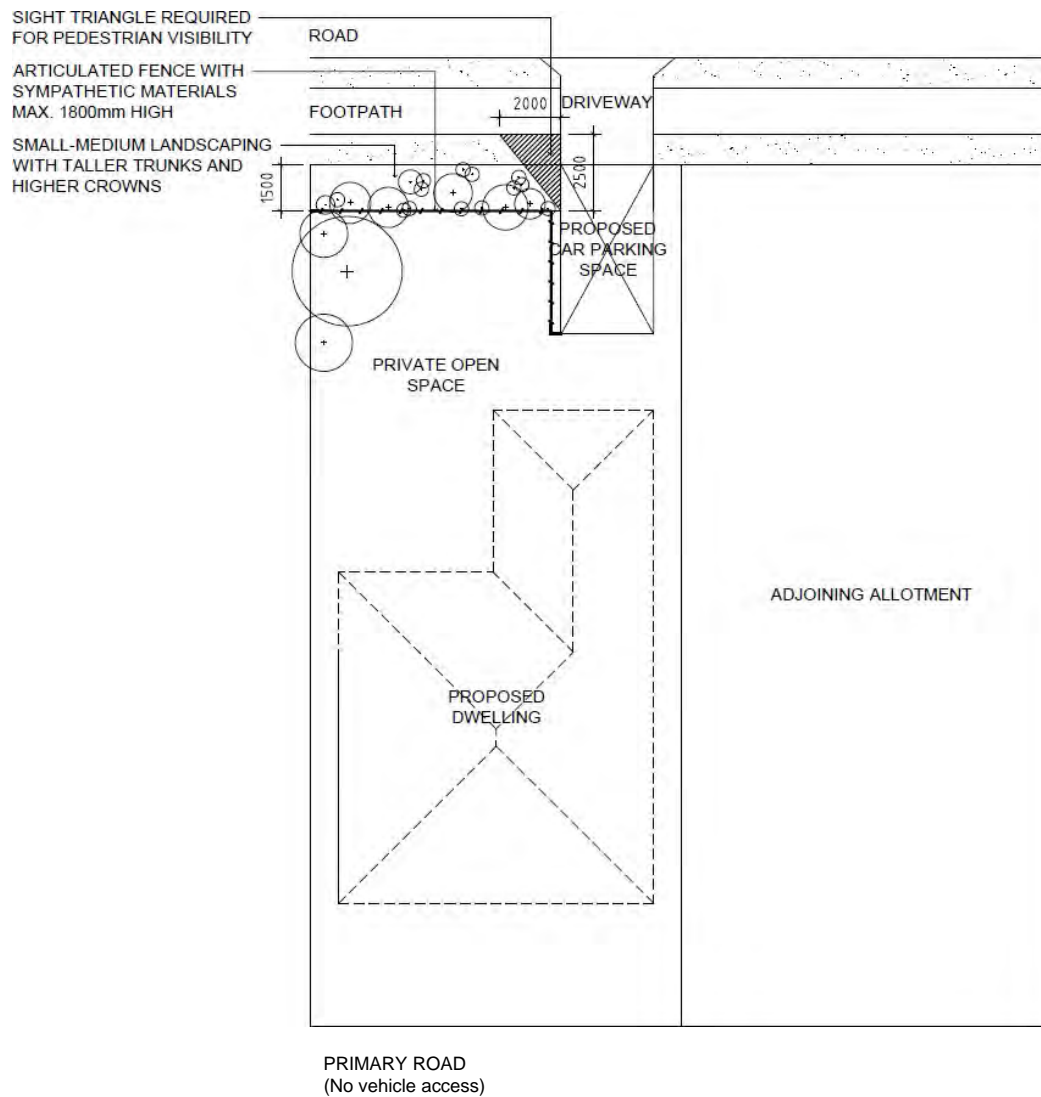 SIGHT TRIANGLE REQUIRED
FOR PEDESTRIAN VISIBILITY
ROAD
ARTICULATED FENCE WITH
SYMPATHETIC MATERIALS
MAX. 1800mm HIGH
2000
DRIVEWAY
FOOTPATH
SMALL-MEDIUM LANDSCAPING
WITH TALLER TRUNKS AND
HIGHER CROWNS
1500
2500
PROPOSED
CAR PARKING
SPACE
PRIVATE OPEN
SPACE
ADJOINING ALLOTMENT
PROPOSED
DWELLING
PRIMARY ROAD
(No vehicle access)